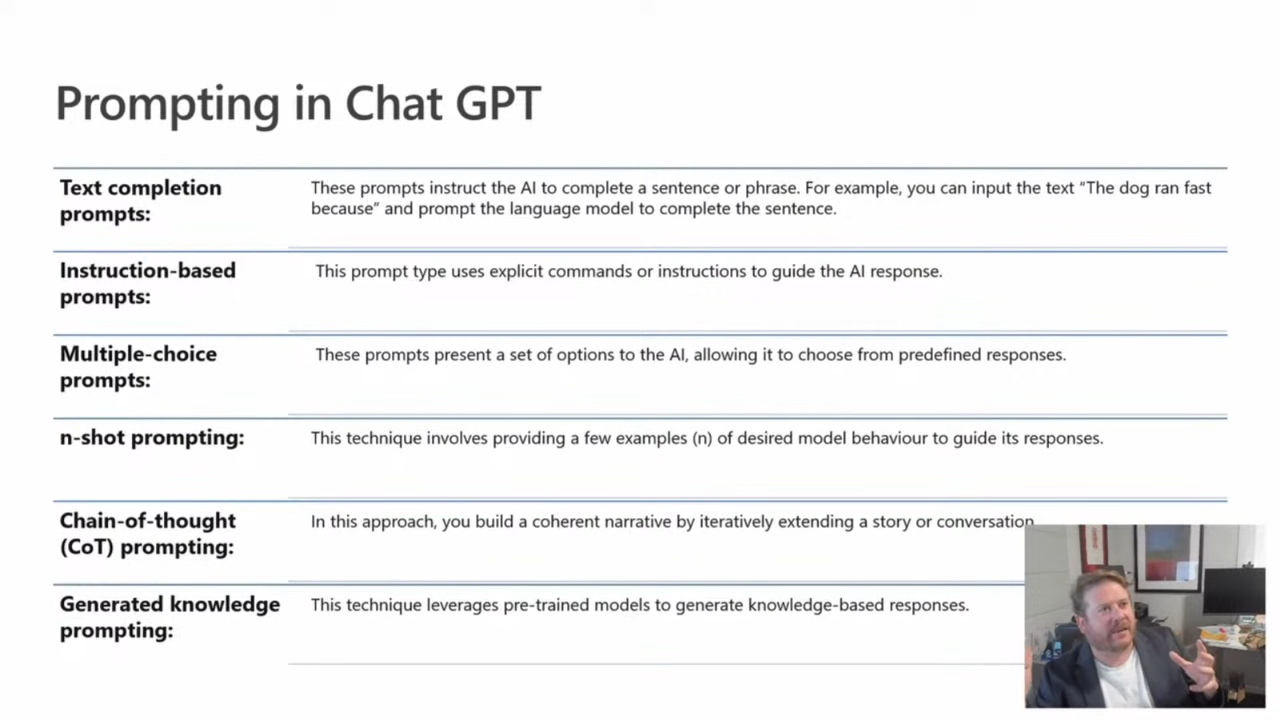 Prompting in Chat GPT
Text completion
prompts:
These prompts instruct the AI to complete a sentence or phrase. For example, you can input the text “The dog ran fast
because” and prompt the language model to complete the sentence.
Instruction-based
prompts:
This prompt type uses explicit commands or instructions to guide the AI response.
Multiple-choice
prompts:
These prompts present a set of options to the AI, allowing it to choose from predefined responses.
n-shot prompting:
This technique involves providing a few examples (n) of desired model behaviour to guide its responses.
Chain-of-thought
(CoT) prompting:
In this approach, you build a coherent narrative by iteratively extending a story or conversation
Generated knowledge
prompting:
This technique leverages pre-trained models to generate knowledge-based responses.